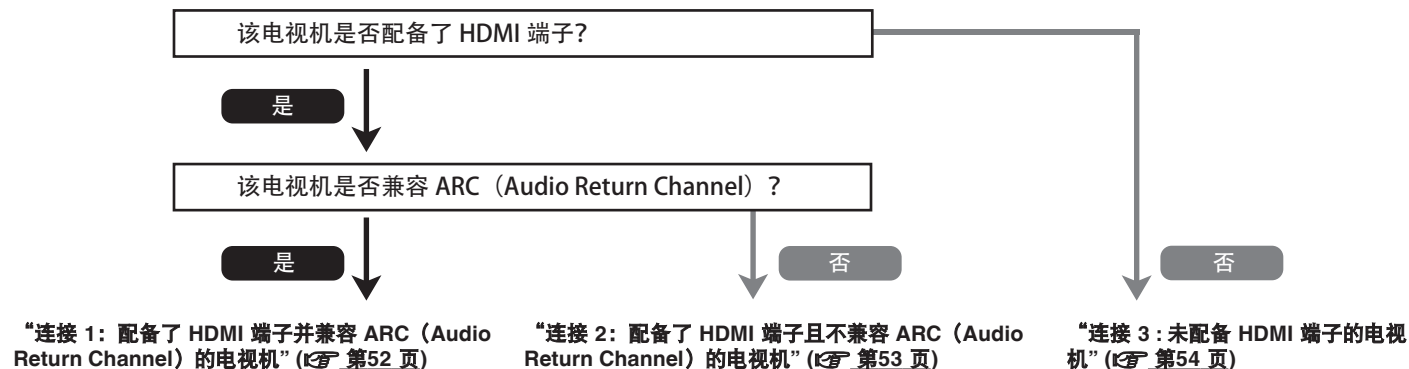 该电视机是否配备了 HDMI 端子？
是
该电视机是否兼容 ARC（Audio Return Channel）？
是
否
否
“连接 1：配备了 HDMI 端子并兼容 ARC（Audio
Return Channel）的电视机” (☞ 第52 页)
“连接 2：配备了 HDMI 端子且不兼容 ARC（Audio
Return Channel）的电视机” (☞ 第53 页)
“连接 3 : 未配备 HDMI 端子的电视
机” (☞ 第54 页)